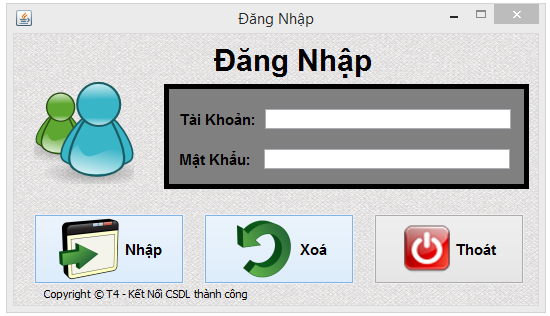 Đăng Nhập
Đăng Nhập
Tài Khoản:
Mật Khẩu:
Nhập
Xoá
Thoát
Copyright © T4 - Kết Nối CSDL thành công